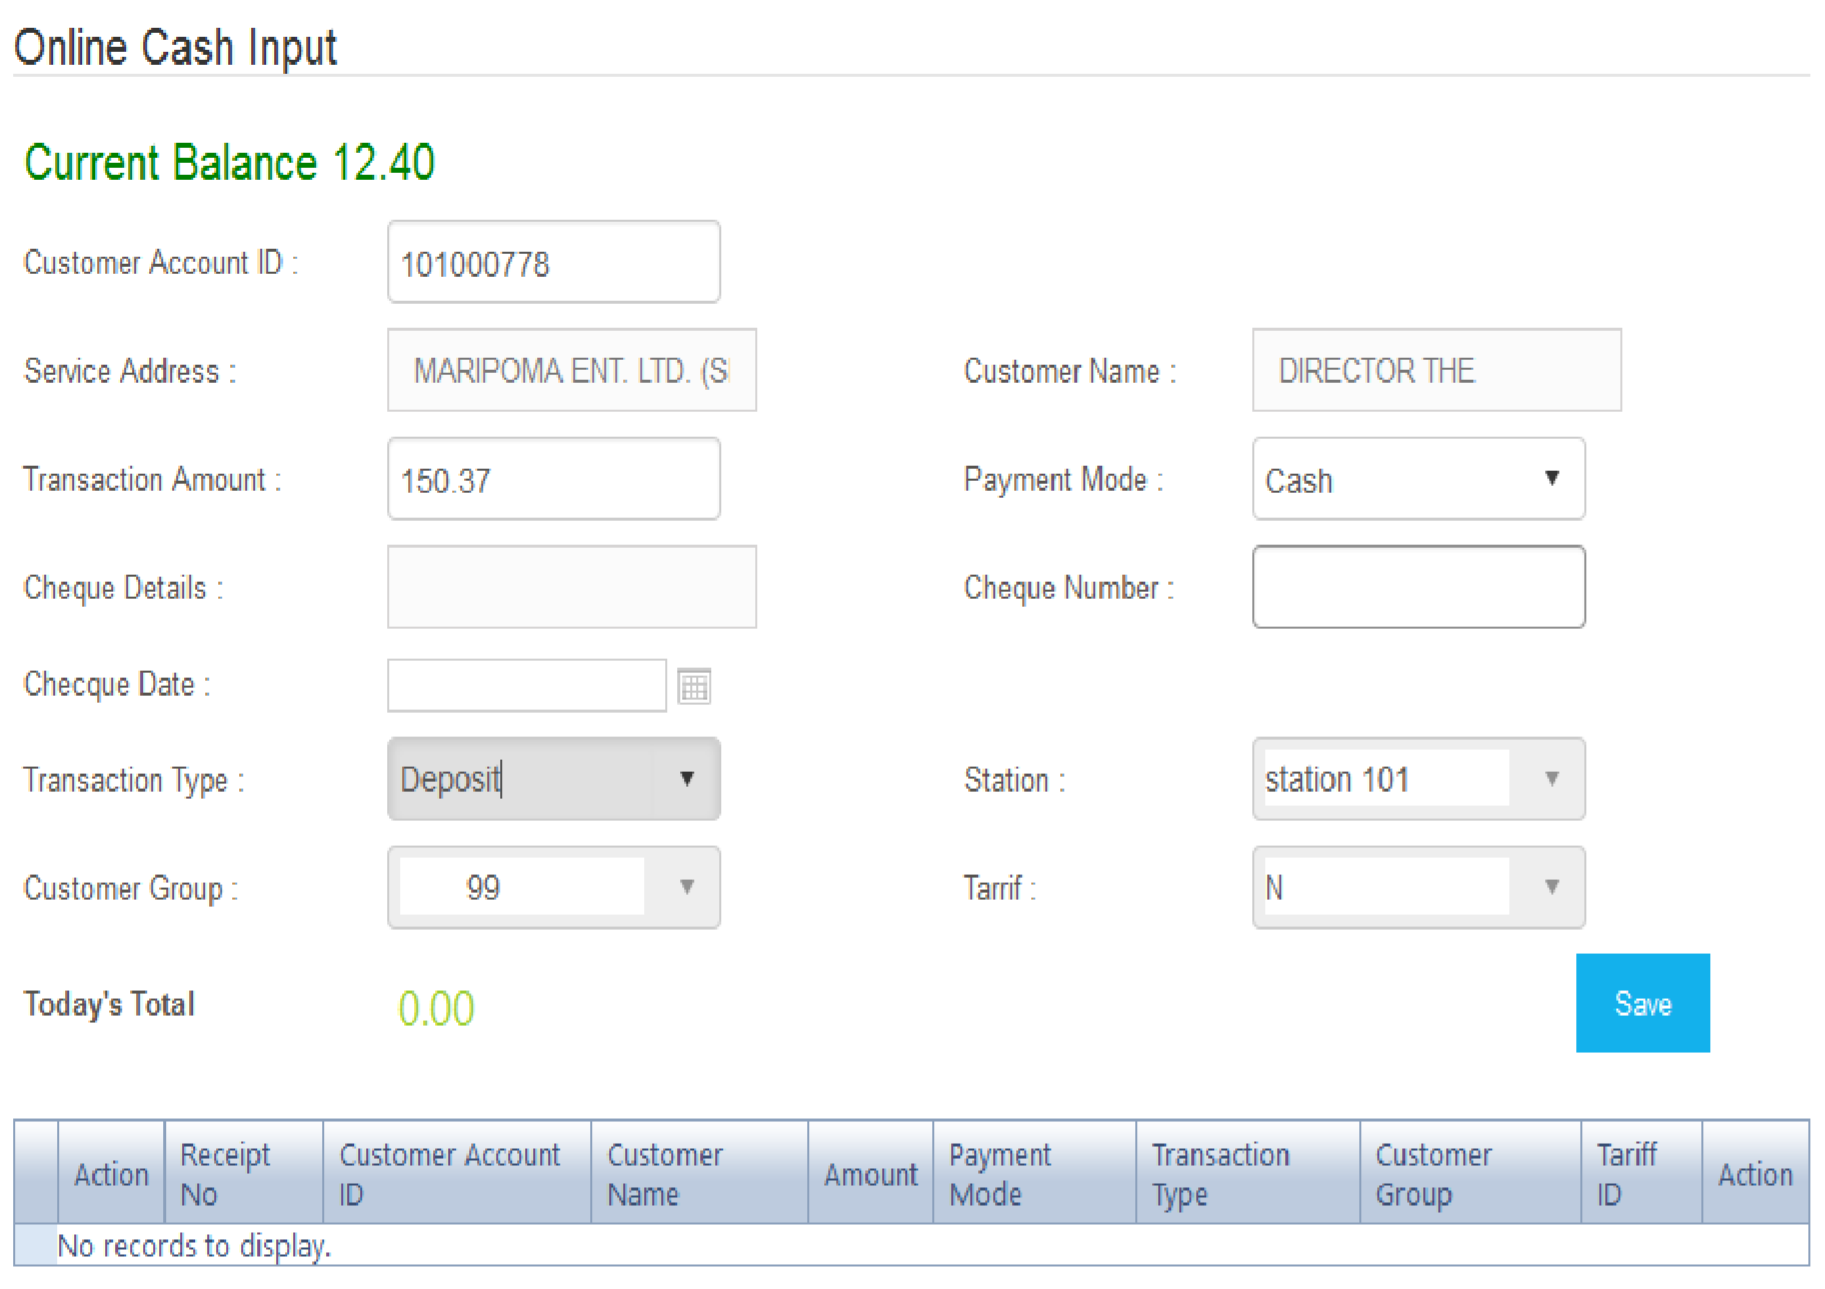 Online Cash Input
Current Balance 12.40
Customer Account ID : 101000778
Service Address : MARIPOMA ENT. LTD. (S Customer Name : DIRECTOR THE
Transaction Amount : 150.37 Payment Mode : Cash
Cheque Details : Cheque Number :
Checque Date :
Transaction Type : Deposit Station : station 101
Customer Group : 99 Tarrif : N
Today's Total 0.00 Save
Action Receipt No Customer Account ID Customer Name Amount Payment Mode Transaction Type Customer Group Tariff ID Action
No records to display.